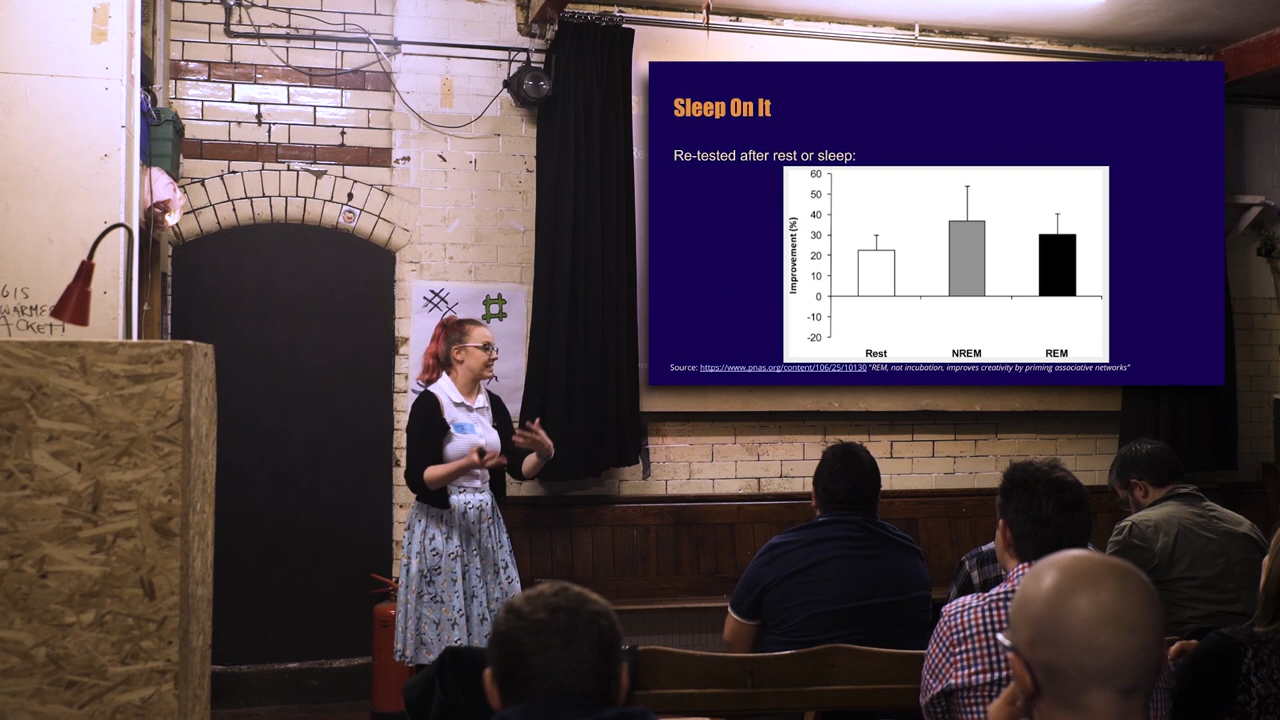 Sleep On It
Re-tested after rest or sleep:
60
50
40
30
20
10
0
-10
-20
Improvement (%)
Rest NREM REM
Source: https://www.pnas.org/content/106/25/10130 "REM, not incubation, improves creativity by priming associative networks"